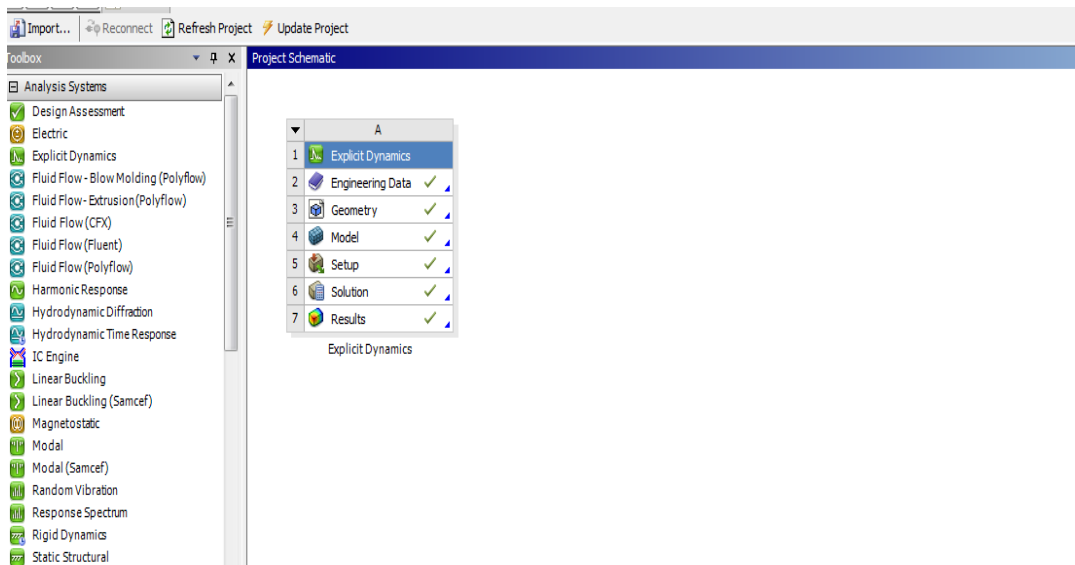 Import... Reconnect Refresh Project Update Project
Toolbox
Project Schematic
Analysis Systems
Design Assessment
Electric
Explicit Dynamics
Fluid Flow - Blow Molding (Polyflow)
Fluid Flow - Extrusion (Polyflow)
Fluid Flow (CFX)
Fluid Flow (Fluent)
Fluid Flow (Polyflow)
Harmonic Response
Hydrodynamic Diffraction
Hydrodynamic Time Response
IC Engine
Linear Buckling
Linear Buckling (Samcef)
Magnetostatic
Modal
Modal (Samcef)
Random Vibration
Response Spectrum
Rigid Dynamics
Static Structural
A
1 Explicit Dynamics
2 Engineering Data
3 Geometry
4 Model
5 Setup
6 Solution
7 Results
Explicit Dynamics